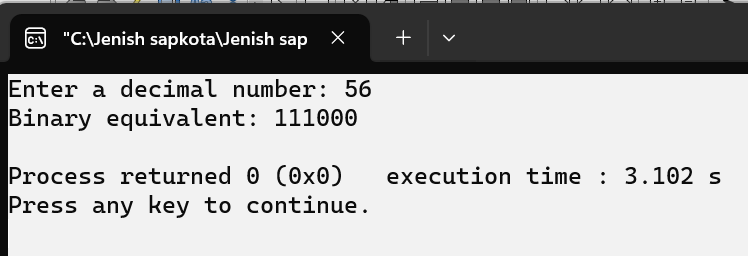 "C:\Jenish sapkota\Jenish sap
Enter a decimal number: 56
Binary equivalent: 111000
Process returned 0 (0x0)   execution time : 3.102 s
Press any key to continue.